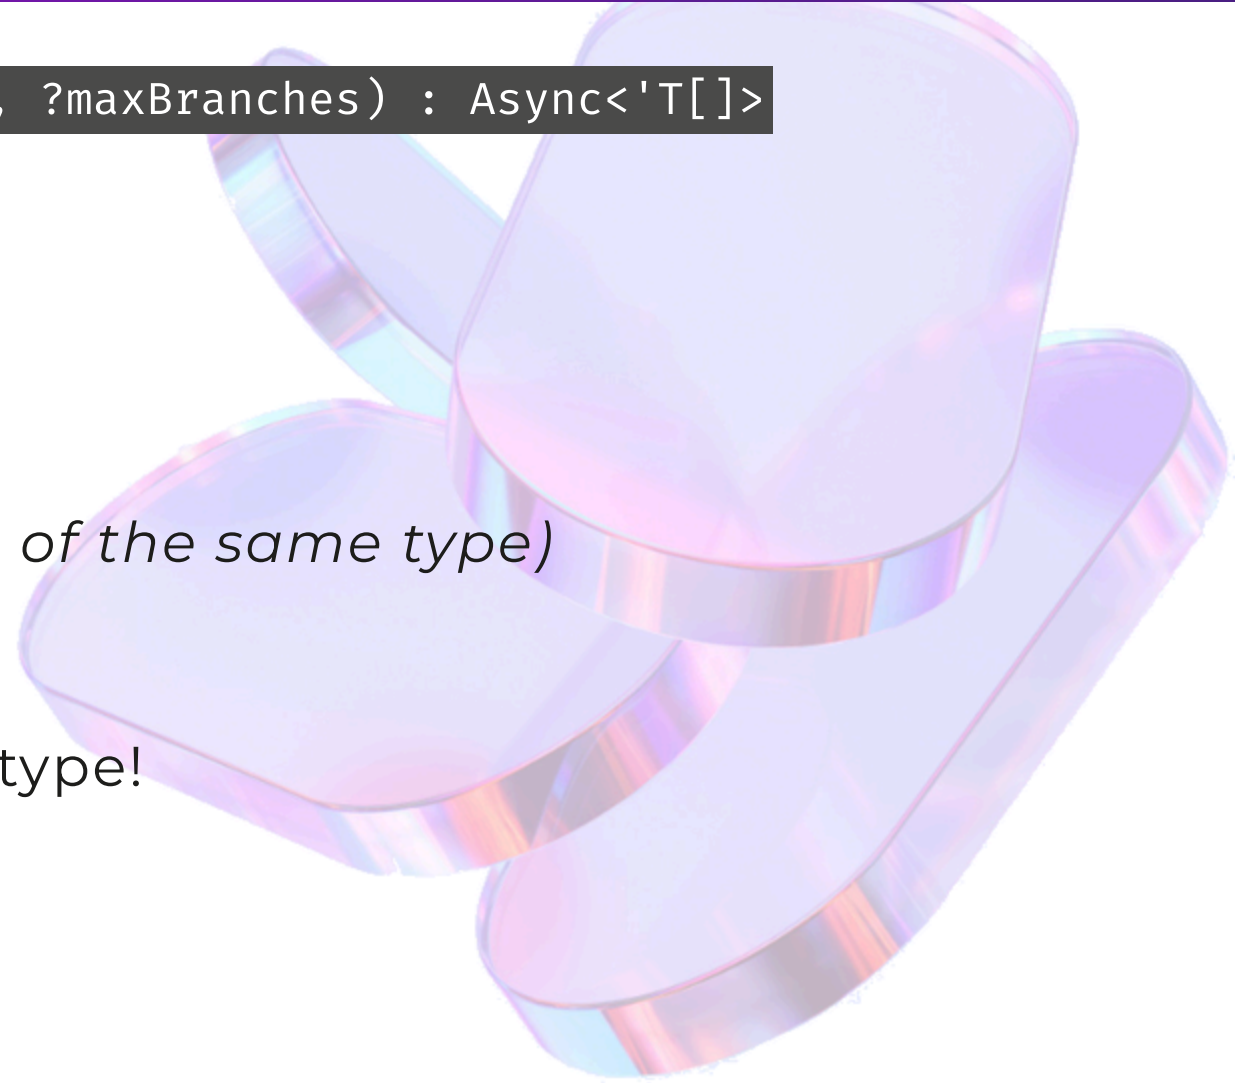 , ?maxBranches) : Async<'T[]>
of the same type)
type!